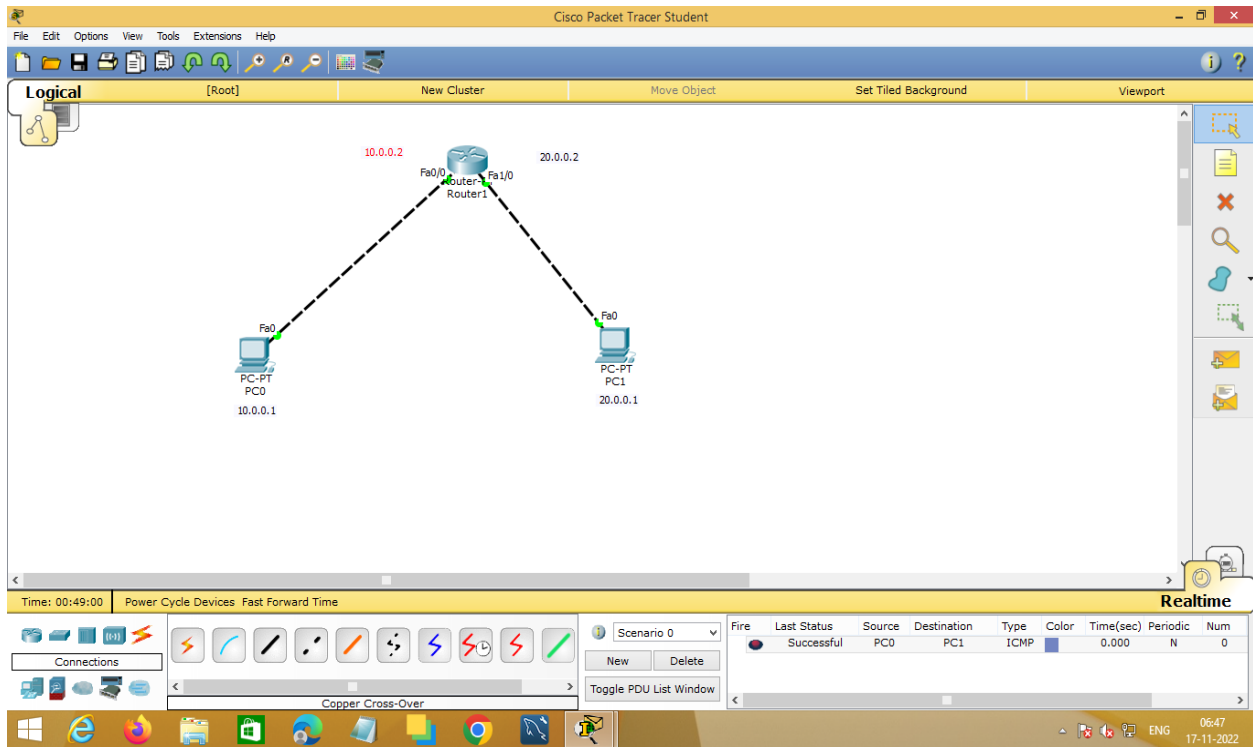 Cisco Packet Tracer Student
File Edit Options View Tools Extensions Help
Logical [Root] New Cluster Move Object Set Tiled Background Viewport
10.0.0.2
20.0.0.2
Fa0/0 Fa1/0
Router1
Fa0
Fa0
PC-PT
PC0
10.0.0.1
PC-PT
PC1
20.0.0.1
Time: 00:49:00 Power Cycle Devices Fast Forward Time Realtime
Connections
Copper Cross-Over
Scenario 0
New Delete
Toggle PDU List Window
Fire Last Status Source Destination Type Color Time(sec) Periodic Num
Successful PC0 PC1 ICMP 0.000 N 0
ENG
06:47
17-11-2022